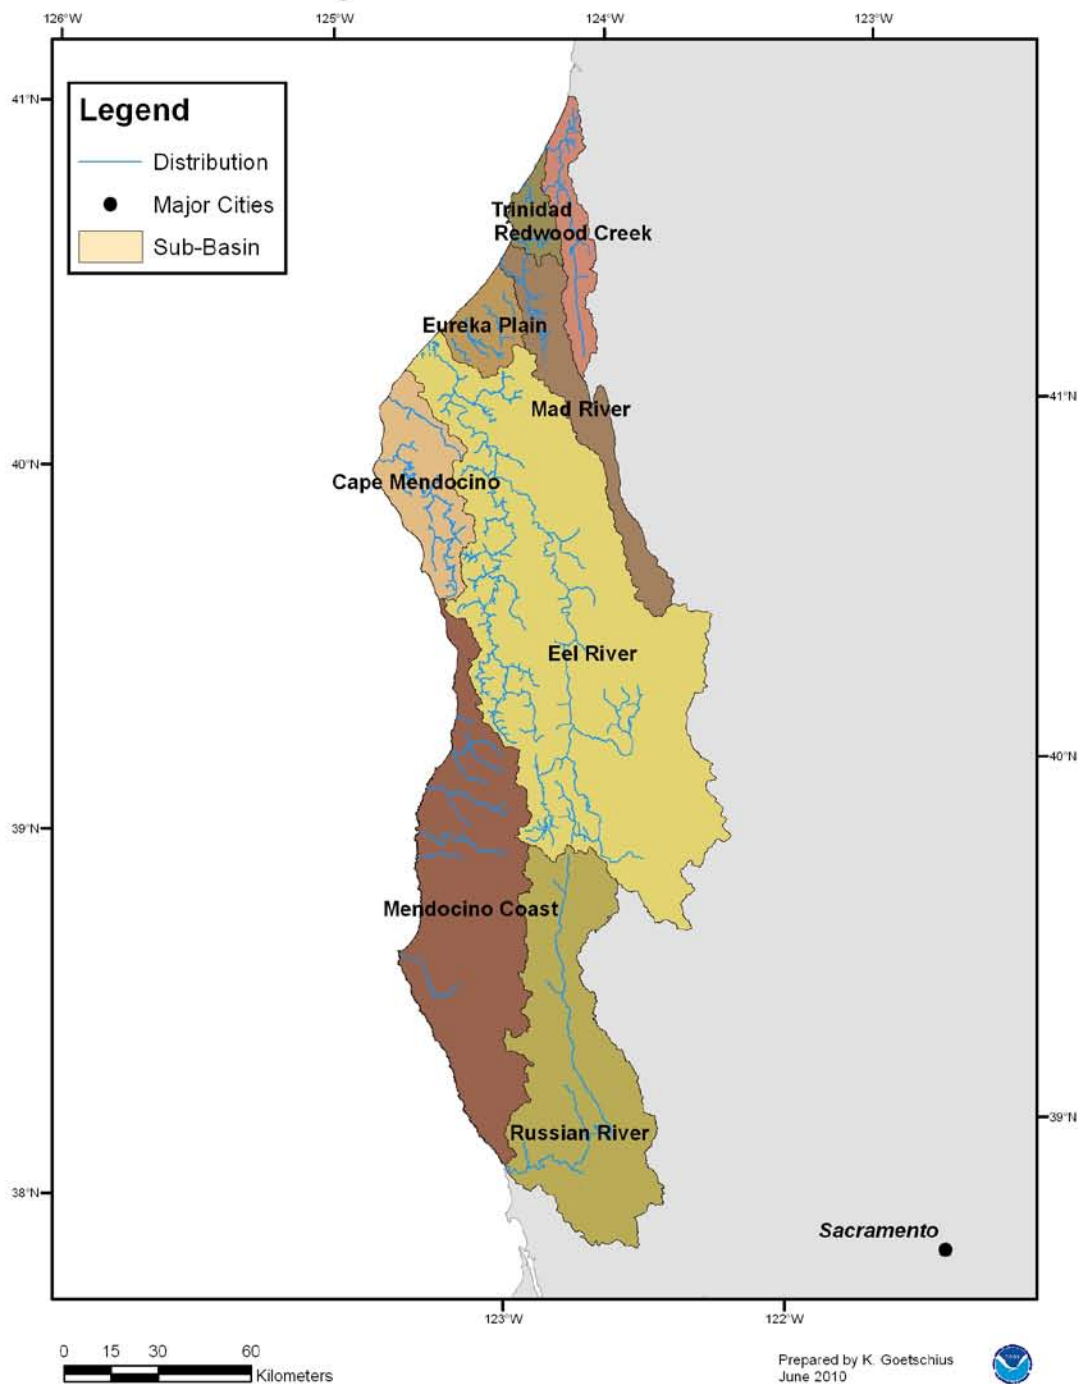 126°W 125°W 124°W 123°W
41°N
Legend
Distribution
Major Cities
Sub-Basin
Trinidad
Redwood Creek
Eureka Plain
41°N
Mad River
40°N
Cape Mendocino
Eel River
40°N
39°N
Mendocino Coast
39°N
Russian River
38°N
Sacramento
123°W 122°W
0 15 30 60
Kilometers
Prepared by K. Goetschius
June 2010